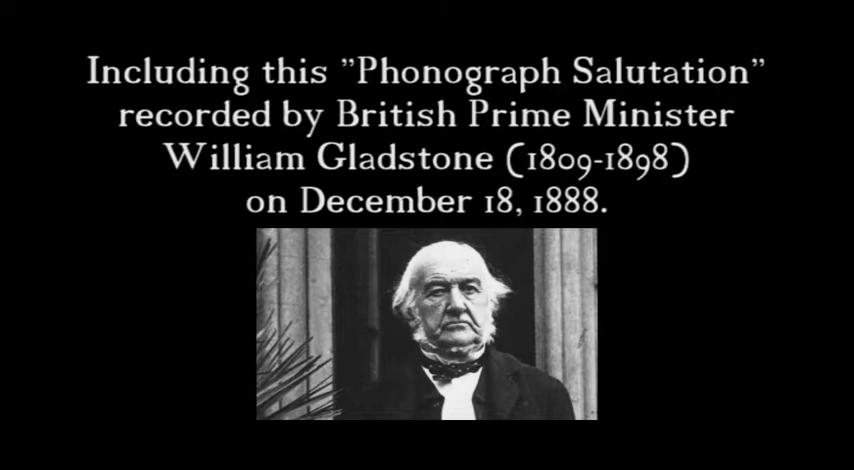 Including this "Phonograph Salutation"
recorded by British Prime Minister
William Gladstone (1809-1898)
on December 18, 1888.